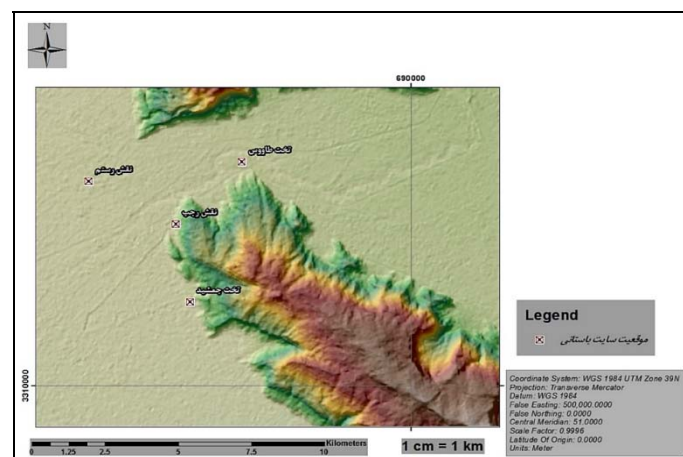 N
690000
تخت طاووس
نقش رستم
نقش رجب
تخت جمشید
3310000
Legend
موقعیت سایت باستانی
Coordinate System: WGS 1984 UTM Zone 39N
Projection: Transverse Mercator
Datum: WGS 1984
False Easting: 500,000.0000
False Northing: 0.0000
Central Meridian: 51.0000
Scale Factor: 0.9996
Latitude Of Origin: 0.0000
Units: Meter
Kilometers
0 1.25 2.5 5 7.5 10
1 cm = 1 km